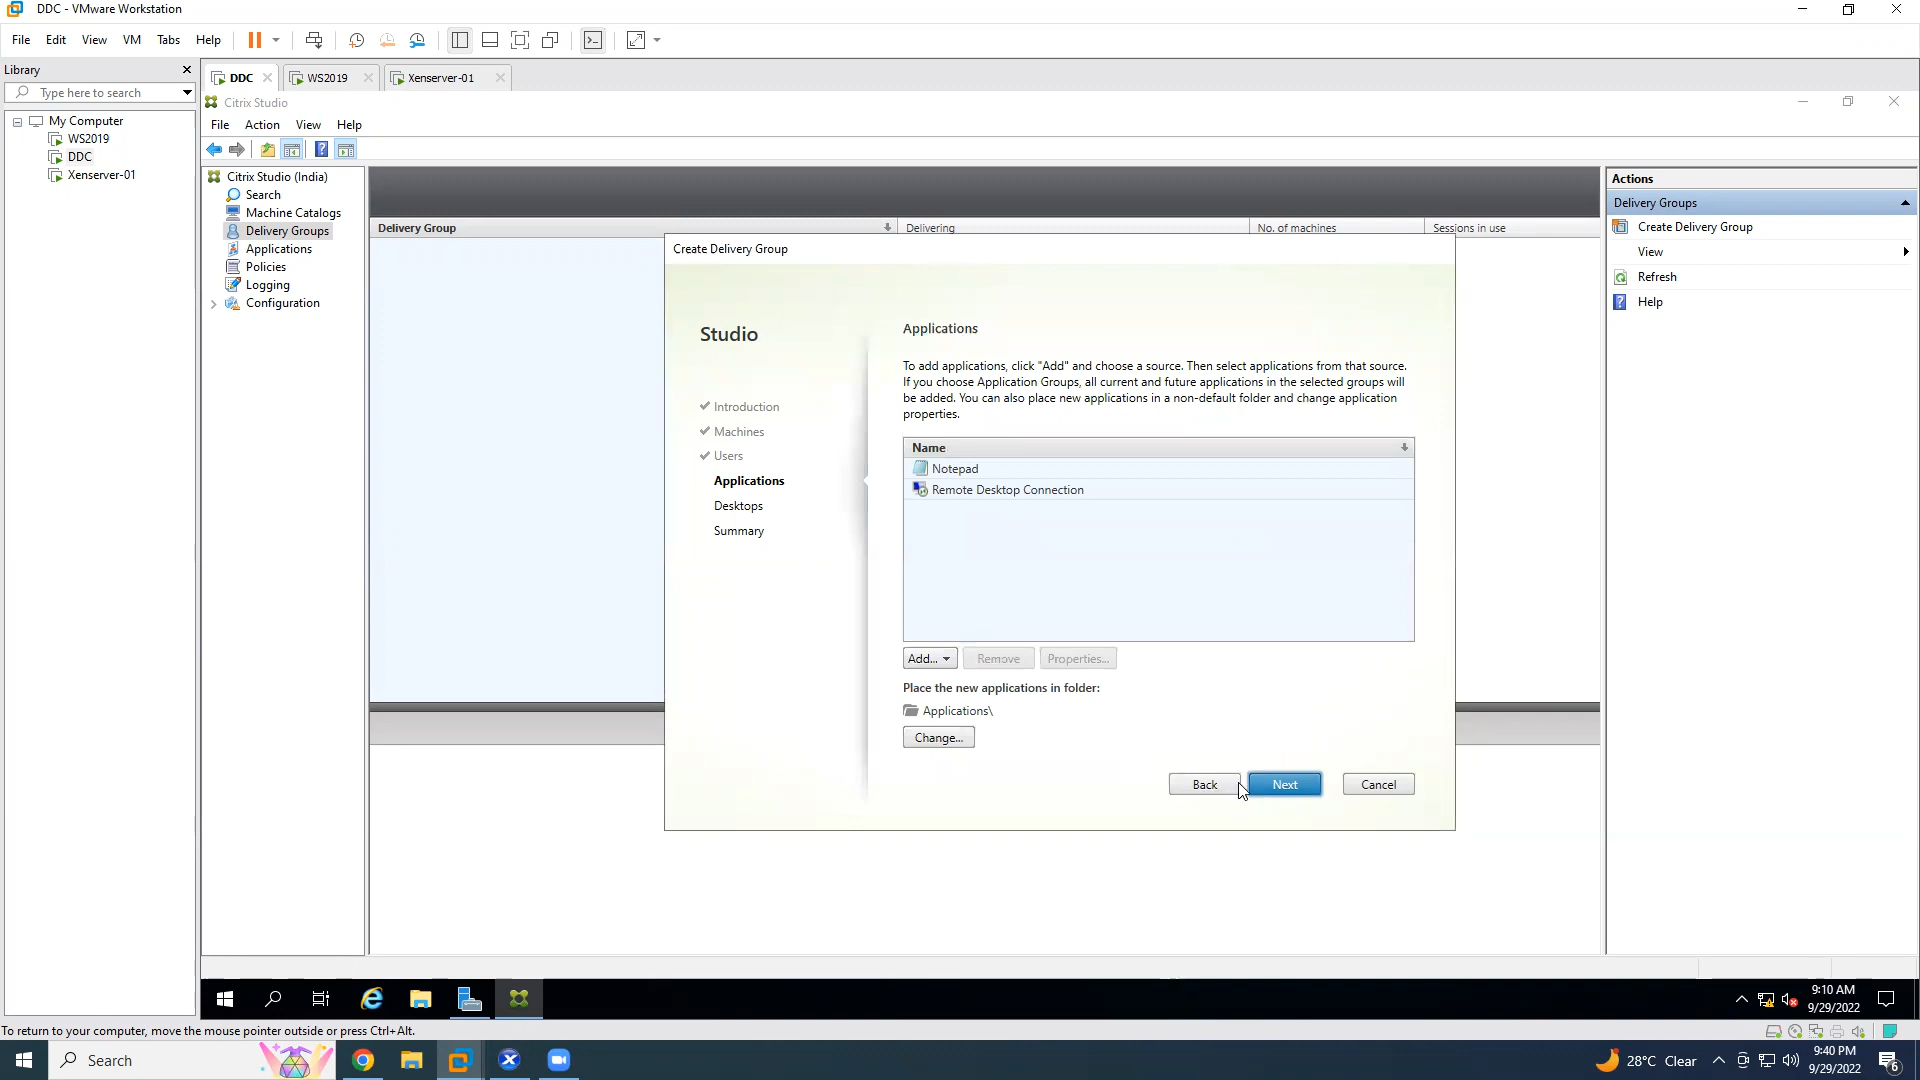 DDC - VMware Workstation
File Edit View VM Tabs Help
Library
Type here to search
My Computer
WS2019
DDC
Xenserver-01
DDC WS2019 Xenserver-01
Citrix Studio
File Action View Help
Citrix Studio (India)
Search
Machine Catalogs
Delivery Groups
Applications
Policies
Logging
Configuration
Delivery Group Delivering No. of machines Sessions in use
Create Delivery Group
Studio
Introduction
Machines
Users
Applications
Desktops
Summary
Applications
To add applications, click "Add" and choose a source. Then select applications from that source.
If you choose Application Groups, all current and future applications in the selected groups will
be added. You can also place new applications in a non-default folder and change application
properties.
Name
Notepad
Remote Desktop Connection
Add... Remove Properties...
Place the new applications in folder:
Applications\
Change...
Back Next Cancel
Actions
Delivery Groups
Create Delivery Group
View
Refresh
Help
9:10 AM
9/29/2022
To return to your computer, move the mouse pointer outside or press Ctrl+Alt.
Search
28°C Clear
9:40 PM
9/29/2022
6